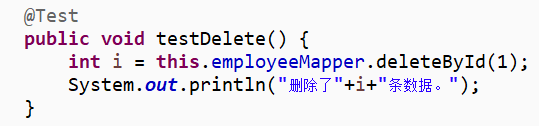 @Test
public void testDelete() {
    int i = this.employeeMapper.deleteById(1);
    System.out.println("删除了"+i+"条数据。");
}